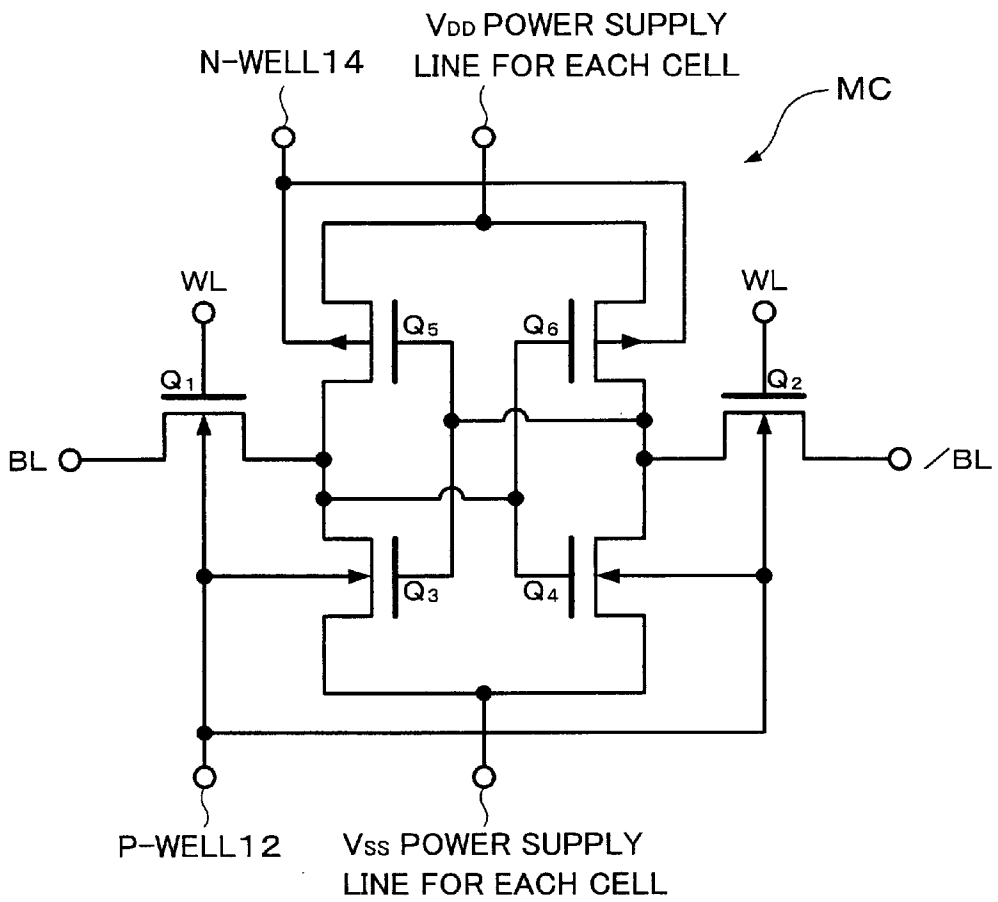 VDD POWER SUPPLY
LINE FOR EACH CELL
N-WELL14
MC
WL
WL
Q5
Q6
Q1
Q2
BL
/BL
Q3
Q4
P-WELL12
VSS POWER SUPPLY
LINE FOR EACH CELL